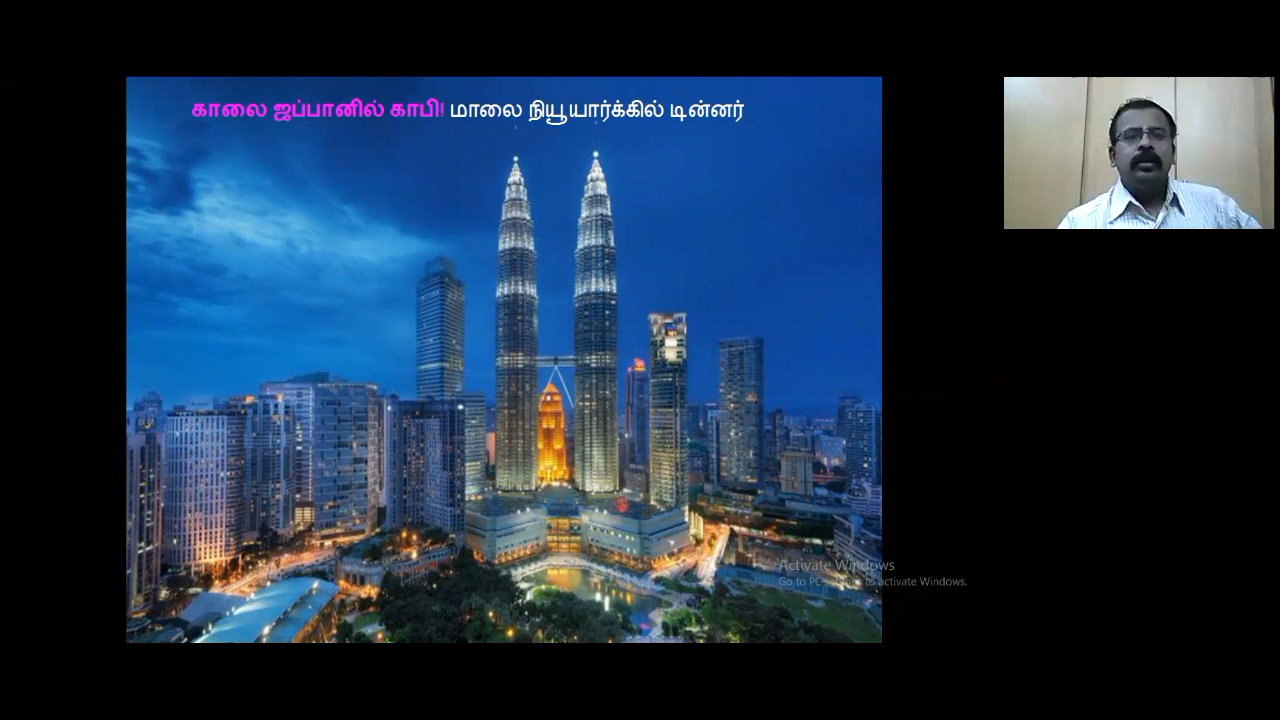 காலை ஜப்பானில் காபி! மாலை நியூயார்க்கில் டின்னர்
Activate Windows
Go to PC settings to activate Windows.